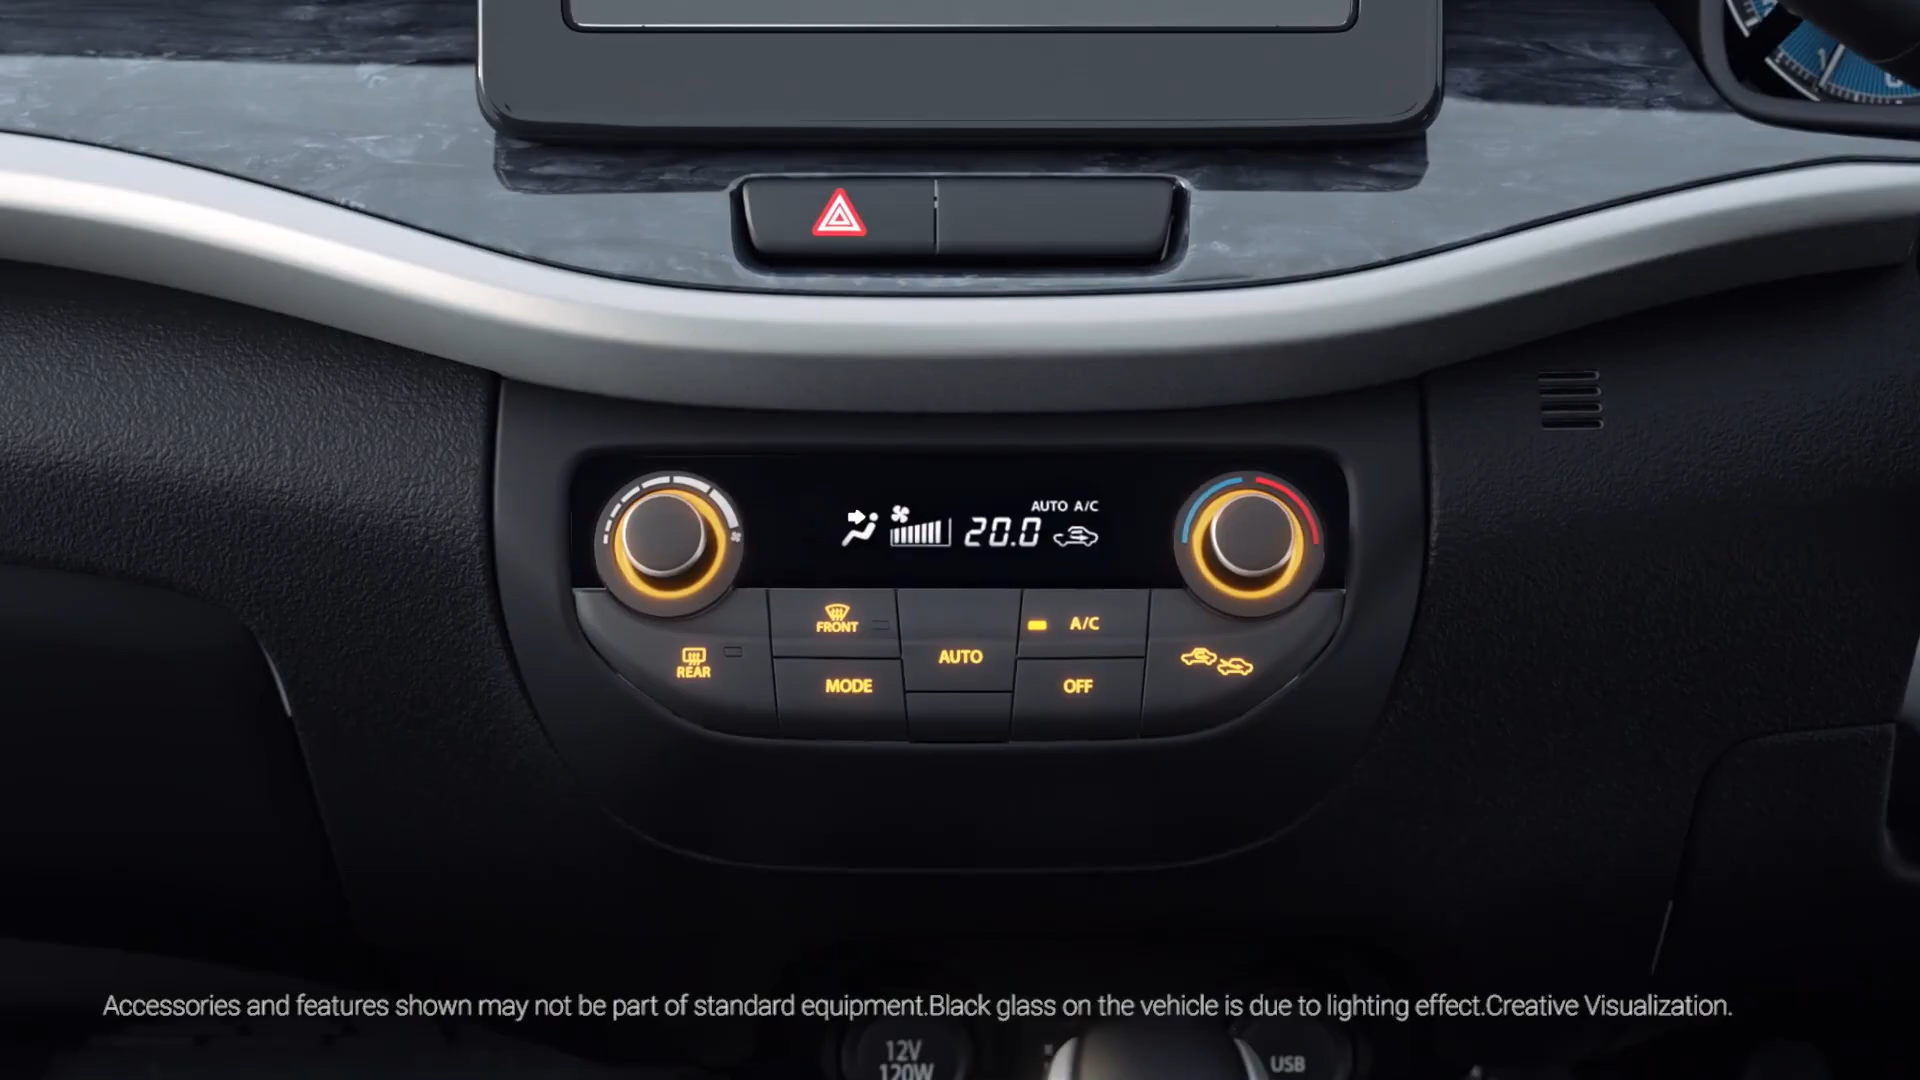 AUTO A/C
20.0
FRONT
A/C
REAR
AUTO
MODE
OFF
Accessories and features shown may not be part of standard equipment.Black glass on the vehicle is due to lighting effect.Creative Visualization.
12V
120W
USB